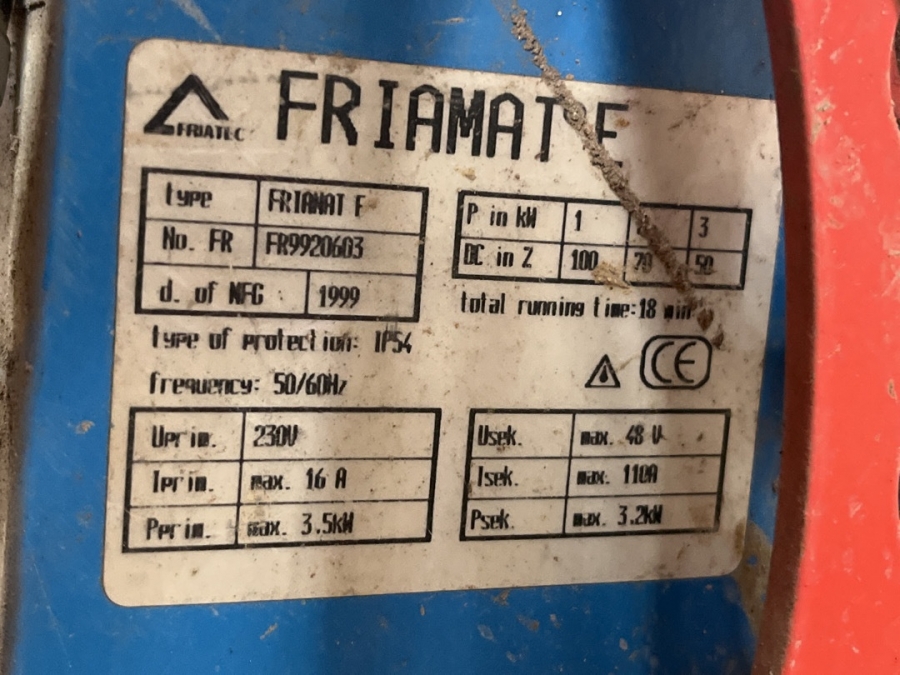 FRIATEC
FRIAMAT E
type FRIAMAT E
No. FR FR9920603
d. of MFG 1999
type of protection: IP54
frequency: 50/60Hz
P in kW 1 3
DC in % 100 70 50
total running time: 18 min
CE
Uprim. 230V
Iprim. max. 16 A
Pprim. max. 3.5kW
Usek. max. 48 V
Isek. max. 110A
Psek. max. 3.2kW